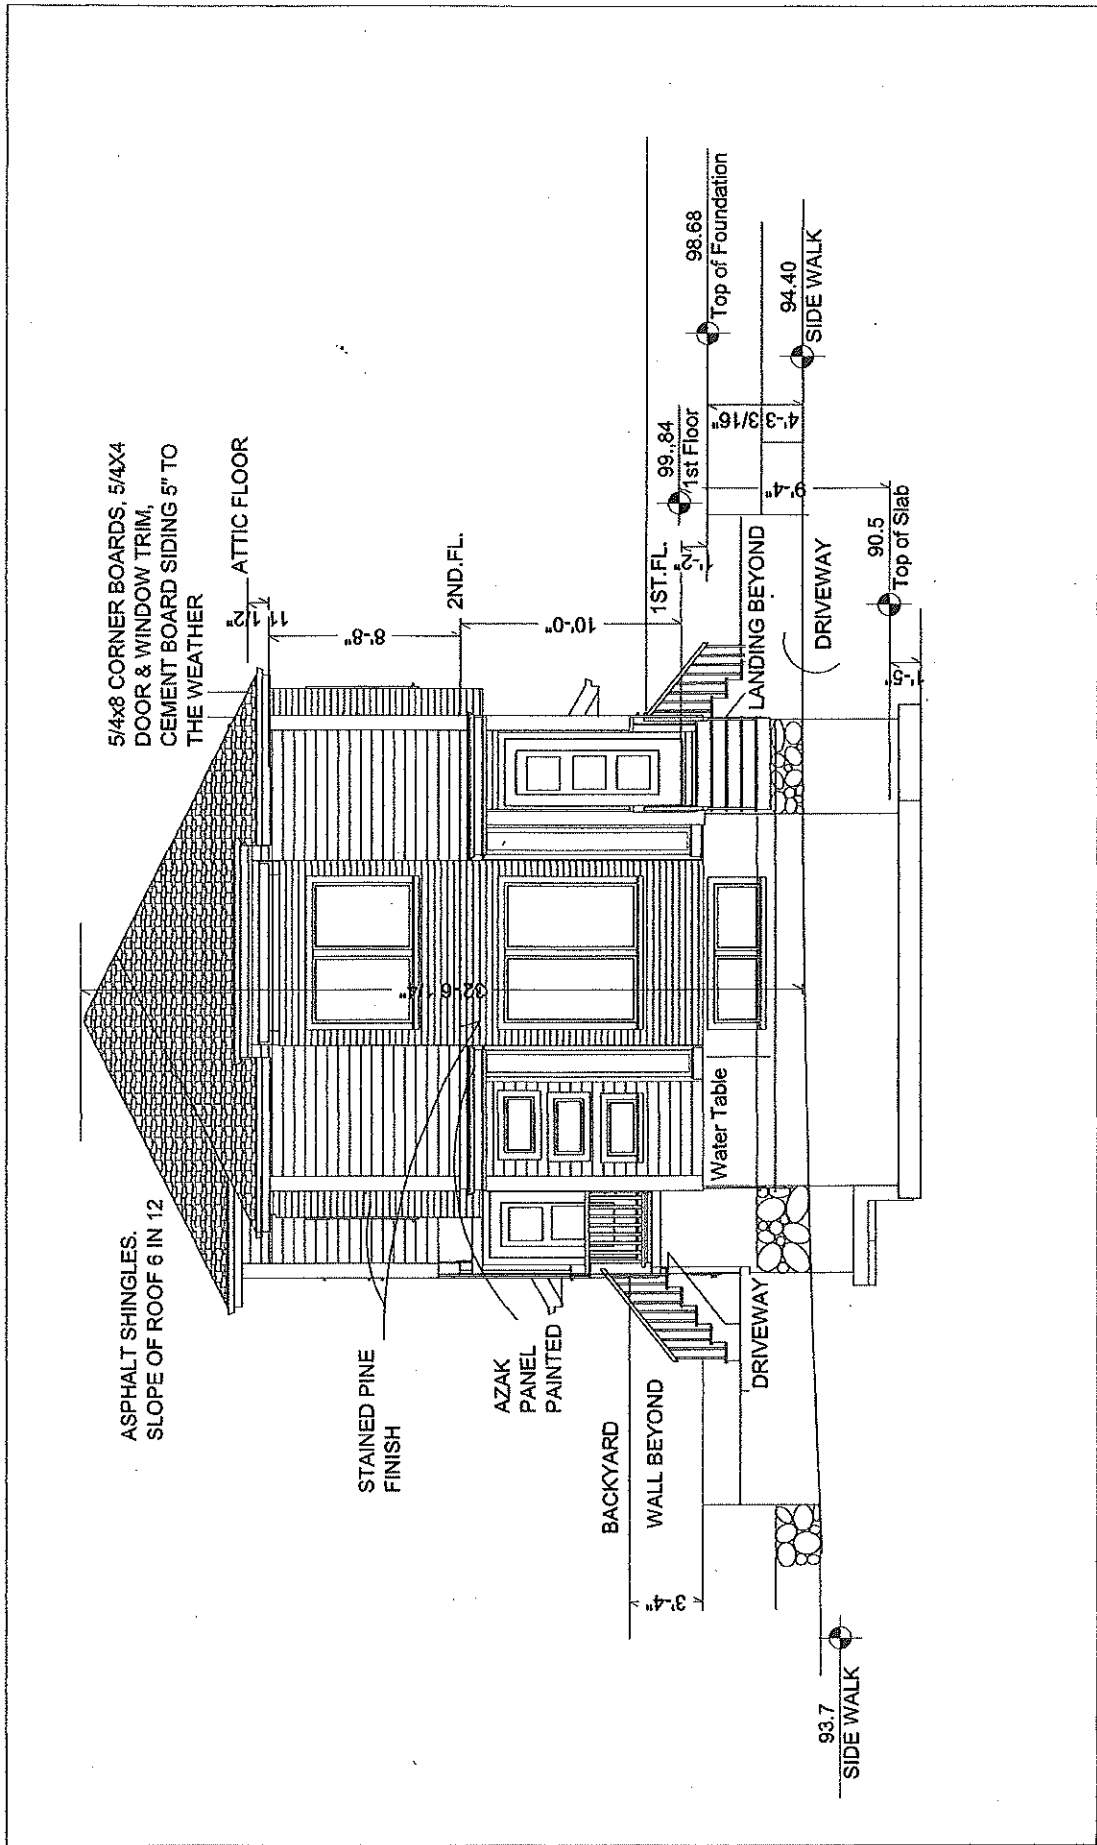 5/4x8 CORNER BOARDS, 5/4X4
DOOR & WINDOW TRIM,
CEMENT BOARD SIDING 5" TO
THE WEATHER
ATTIC FLOOR
11 1/2"
8'-8"
2ND.FL.
10'-0"
1ST.FL.
99.,84
1st Floor
1'-2"
98.68
Top of Foundation
94.40
SIDE WALK
4'-3 3/16"
9'-4"
90.5
Top of Slab
1'-5"
LANDING BEYOND
DRIVEWAY
32'-6 1/4"
Water Table
ASPHALT SHINGLES.
SLOPE OF ROOF 6 IN 12
STAINED PINE
FINISH
AZAK
PANEL
PAINTED
BACKYARD
WALL BEYOND
DRIVEWAY
3'-4"
93.7
SIDE WALK